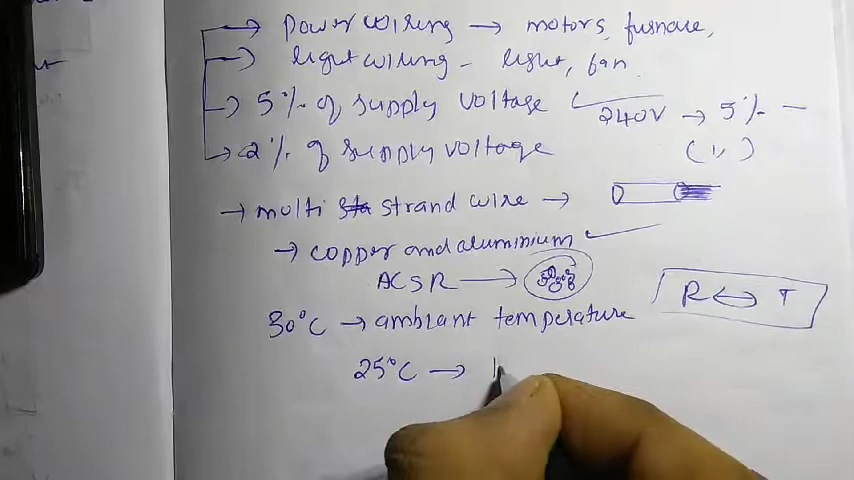 → Power wiring → motors, furnace,
→ light wiring - light, fan
→ 5% of supply voltage 240V → 5% —
→ 2% of supply voltage (1,)
→ multi strand wire →
→ copper and aluminium
ACSR →
R ↔ T
30°C → ambiant temperature
25°C →